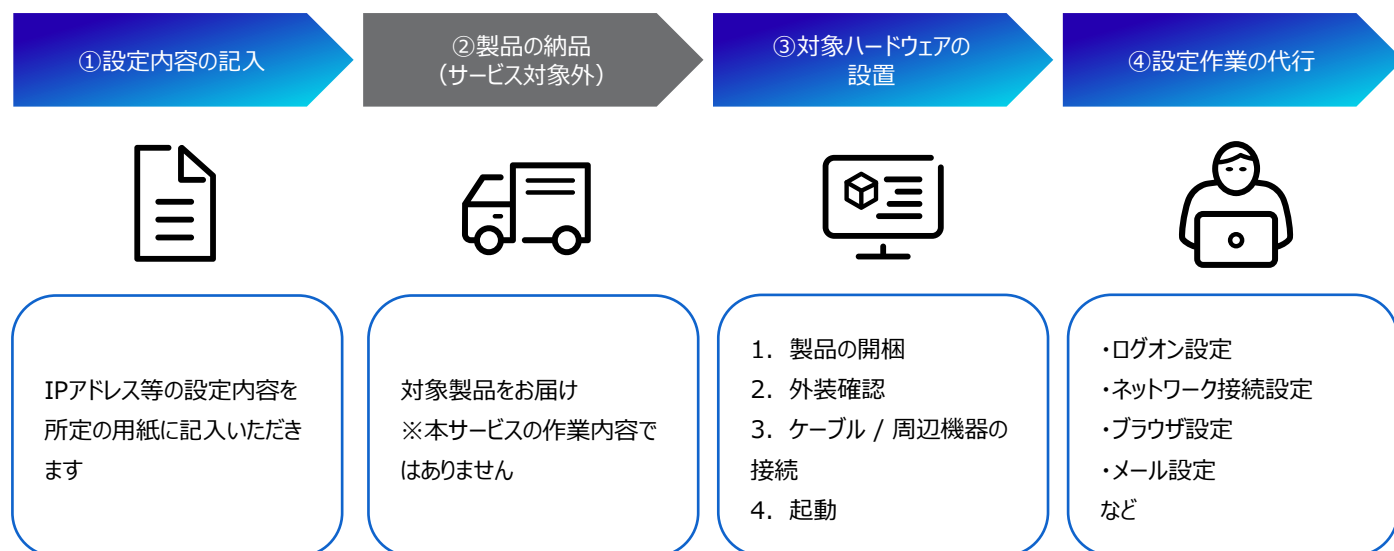 ①設定内容の記入
②製品の納品
（サービス対象外）
③対象ハードウェアの
設置
④設定作業の代行
IPアドレス等の設定内容を
所定の用紙に記入いただき
ます
対象製品をお届け
※本サービスの作業内容で
はありません
1. 製品の開梱
2. 外装確認
3. ケーブル / 周辺機器の
接続
4. 起動
・ログオン設定
・ネットワーク接続設定
・ブラウザ設定
・メール設定
など